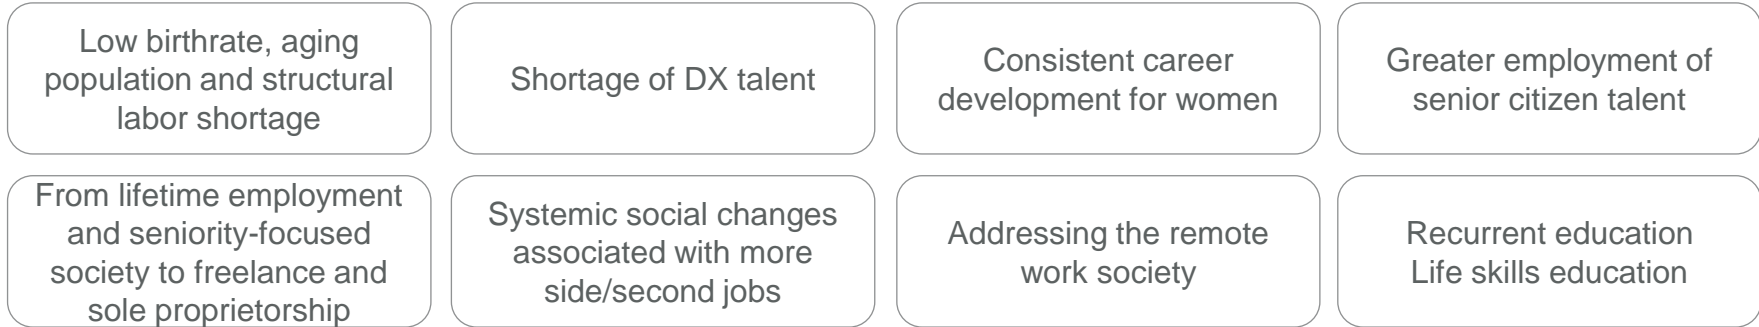 Low birthrate, aging
population and structural
labor shortage
Shortage of DX talent
Consistent career
development for women
Greater employment of
senior citizen talent
From lifetime employment
and seniority-focused
society to freelance and
sole proprietorship
Systemic social changes
associated with more
side/second jobs
Addressing the remote
work society
Recurrent education
Life skills education